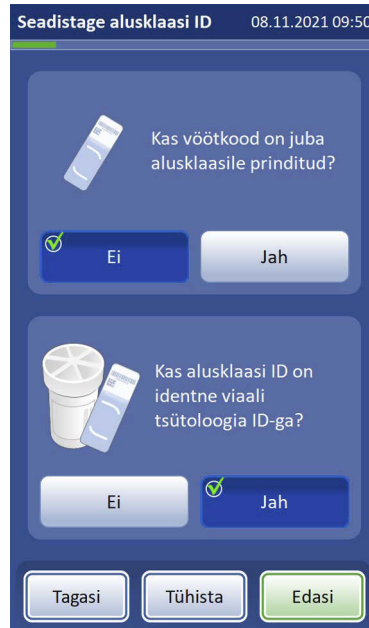 Seadistage alusklaasi ID 08.11.2021 09:50
Kas vöötkood on juba
alusklaasile prinditud?
Ei Jah
Kas alusklaasi ID on
identne viaali
tsütoloogia ID-ga?
Ei Jah
Tagasi Tühista Edasi